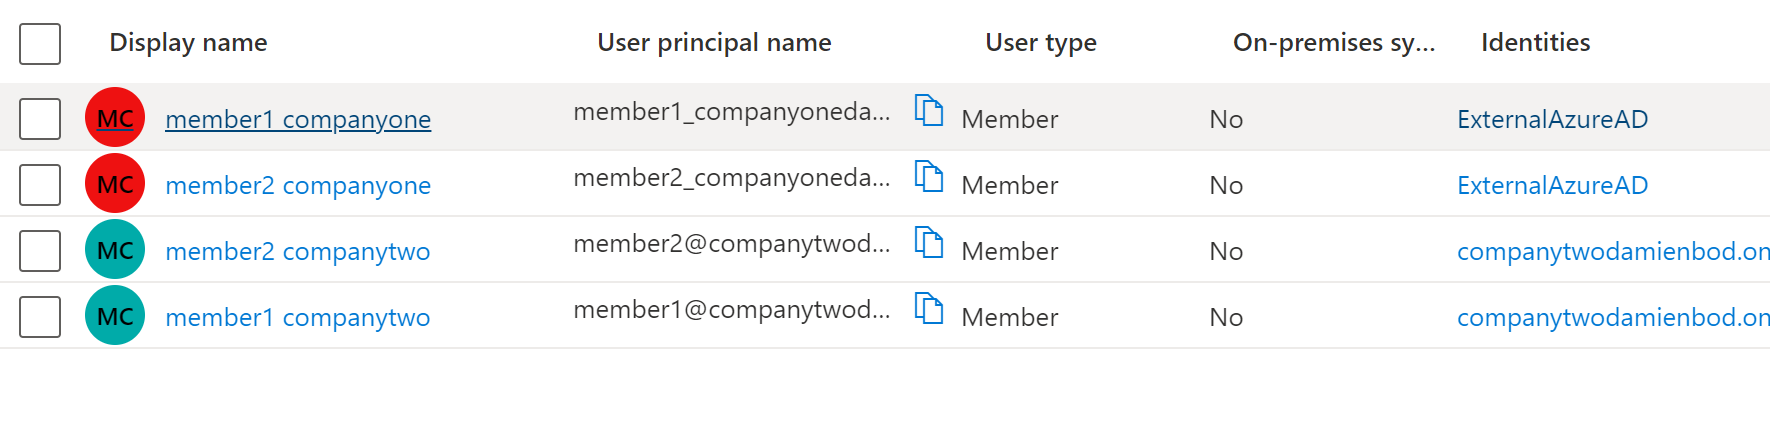 Display name User principal name User type On-premises sy... Identities
MC member1 companyone member1_companyoneda... Member No ExternalAzureAD
MC member2 companyone member2_companyoneda... Member No ExternalAzureAD
MC member2 companytwo member2@companytwod... Member No companytwodamienbod.on
MC member1 companytwo member1@companytwod... Member No companytwodamienbod.on